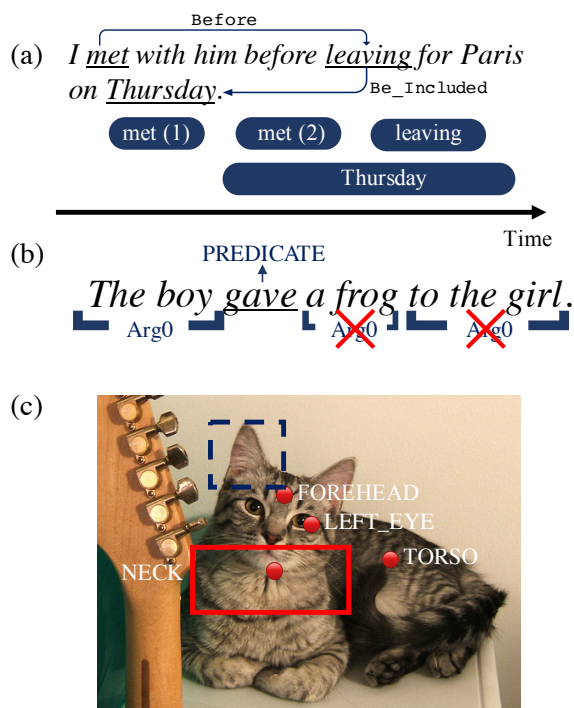 Before
(a) I met with him before leaving for Paris
on Thursday.
Be_Included
met (1) met (2) leaving
Thursday
Time
(b)
PREDICATE
The boy gave a frog to the girl.
Arg0 Arg0 Arg0
(c)
FOREHEAD
LEFT_EYE
NECK TORSO